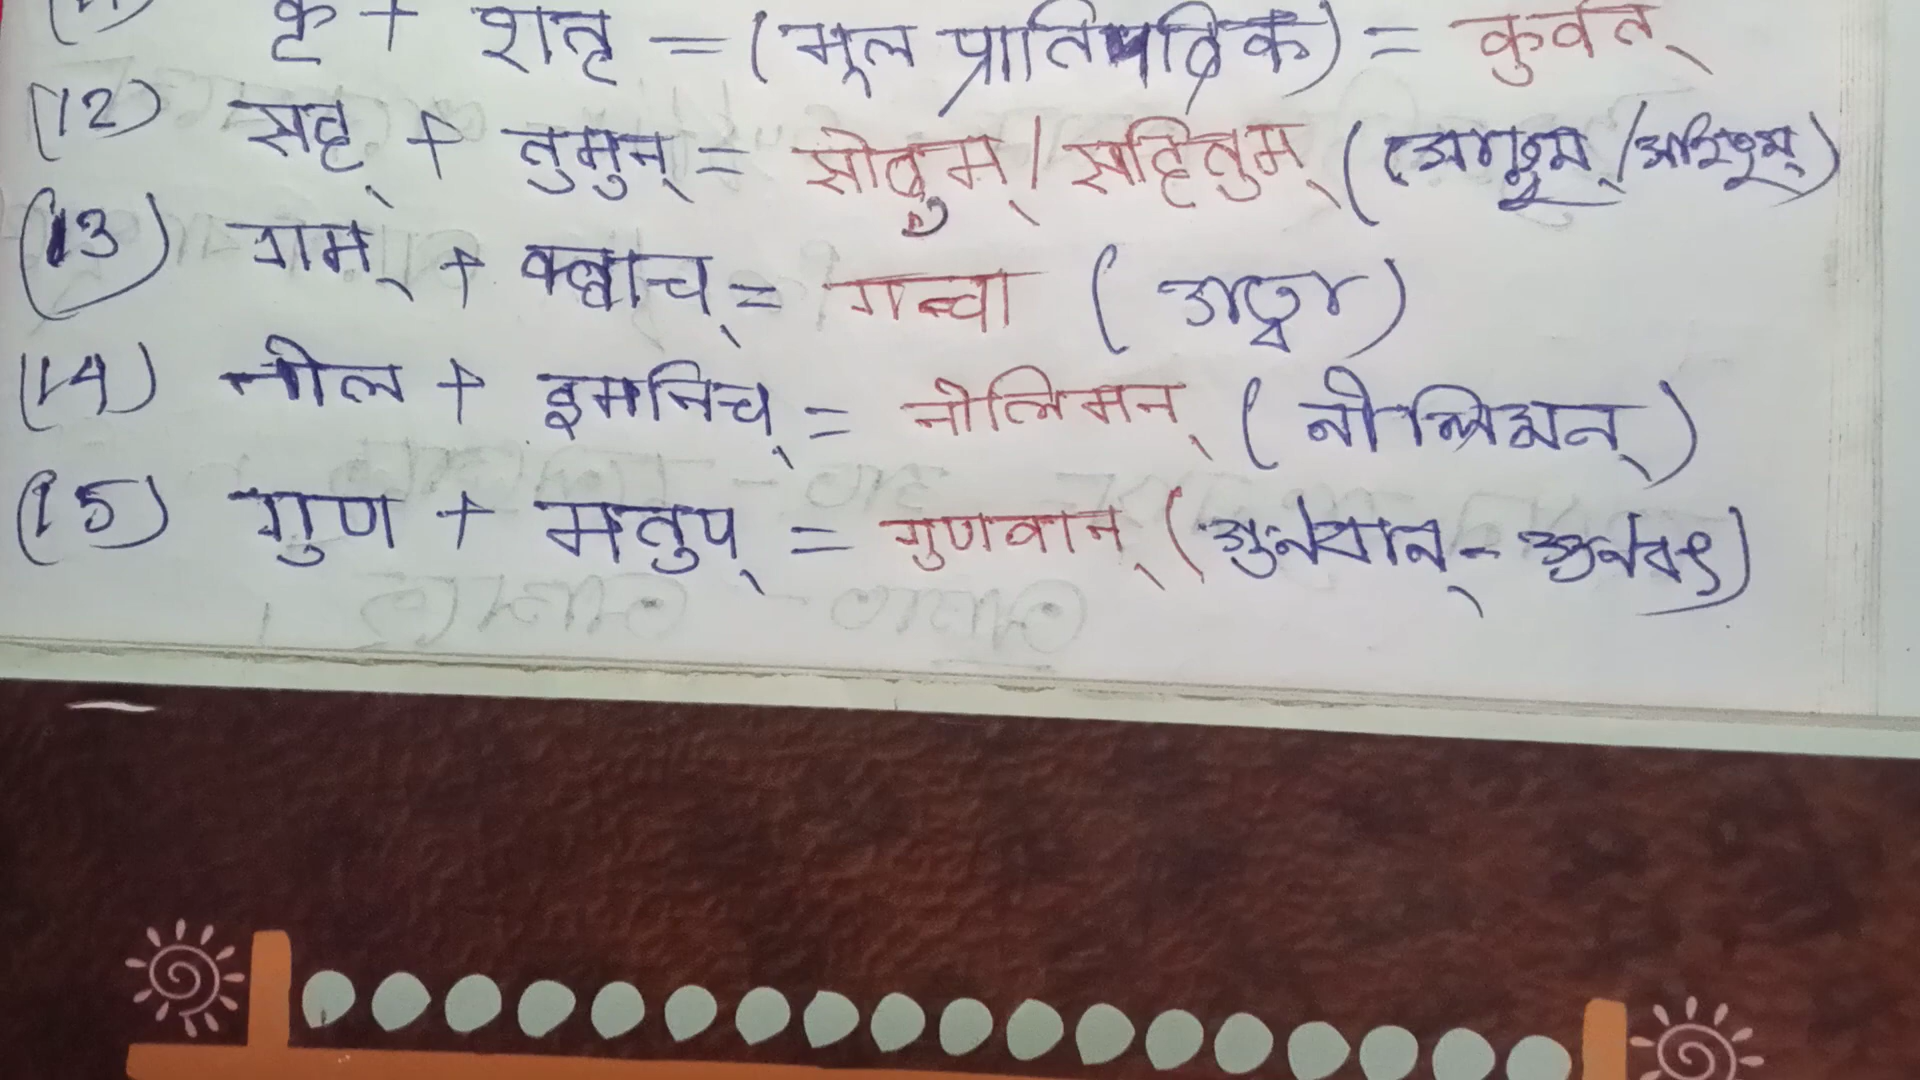 कृ + शतृ = (मूल प्रातिपदिक) = कुर्वत्
(12) सह् + तुमुन् = सोढुम् / सहितुम्
(13) गम् + क्त्वाच् = गत्वा
(14) नील + इमनिच् = नीलिमन् (नीलिमन्)
(15) गुण + मतुप् = गुणवान्